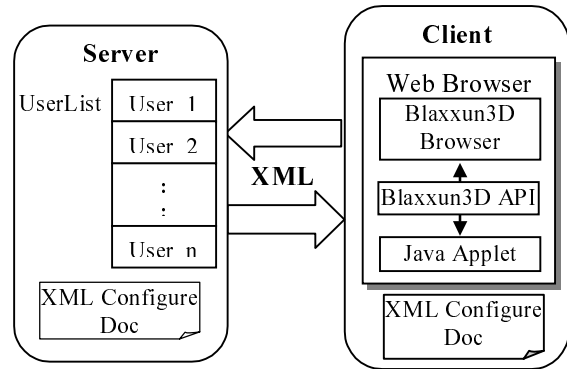 Server
UserList
User 1
User 2
:
:
User n
XML Configure
Doc
XML
Client
Web Browser
Blaxxun3D
Browser
Blaxxun3D API
Java Applet
XML Configure
Doc